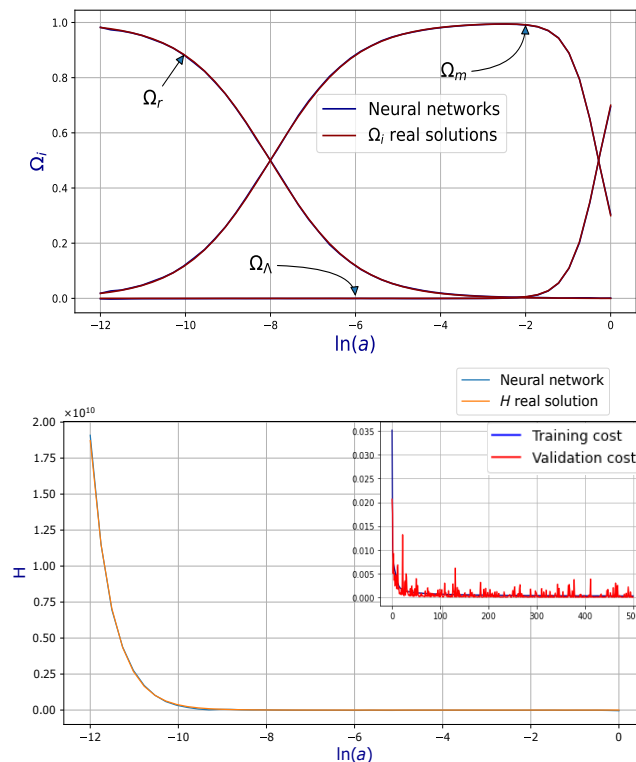 1.0
0.8
0.6
0.4
0.2
0.0
Ωᵢ
Ωᵣ
Ωₘ
Neural networks
Ωᵢ real solutions
Ω_Λ
−12 −10 −8 −6 −4 −2 0
ln(a)
Neural network
H real solution
×10¹⁰
2.00
1.75
1.50
1.25
1.00
0.75
0.50
0.25
0.00
H
Training cost
Validation cost
0.035
0.030
0.025
0.020
0.015
0.010
0.005
0.000
0 100 200 300 400 50
−12 −10 −8 −6 −4 −2 0
ln(a)